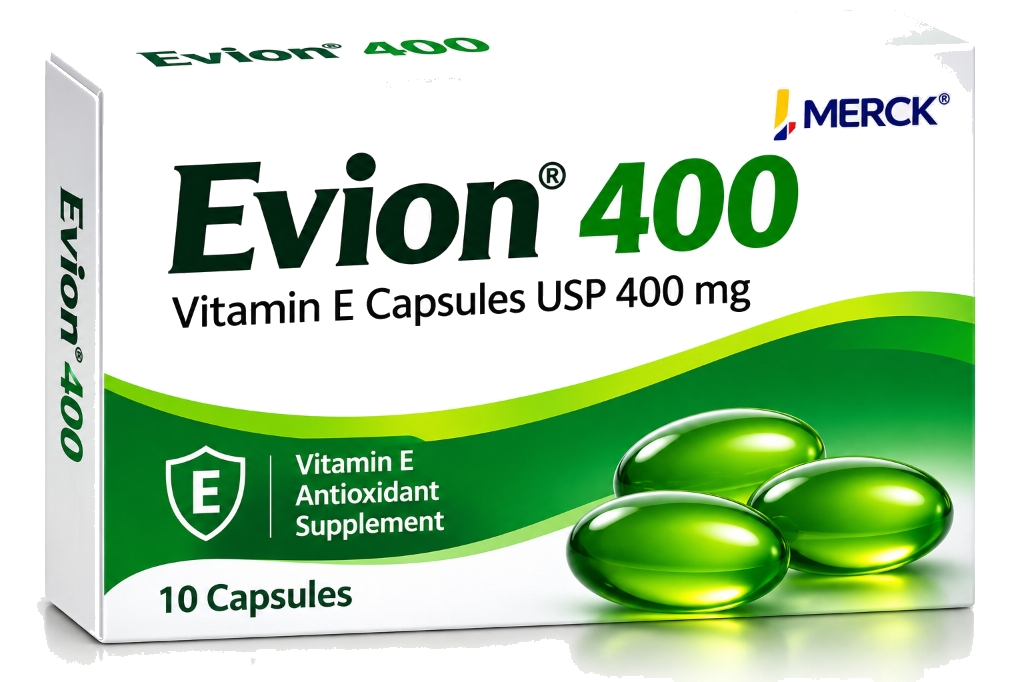 Evion® 400
MERCK®
Evion® 400
Vitamin E Capsules USP 400 mg
Evion® 400
E
Vitamin E
Antioxidant
Supplement
10 Capsules